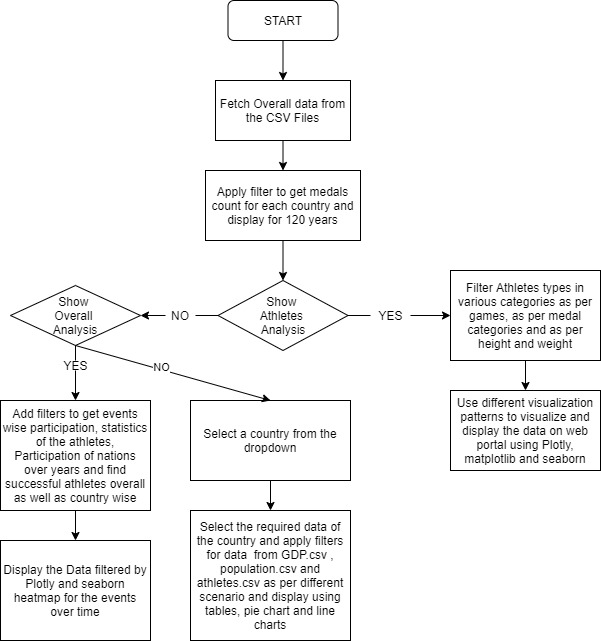 START
Fetch Overall data from
the CSV Files
Apply filter to get medals
count for each country and
display for 120 years
Show
Athletes
Analysis
NO
YES
Show
Overall
Analysis
Filter Athletes types in
various categories as per
games, as per medal
categories and as per
height and weight
YES
NO
Use different visualization
patterns to visualize and
display the data on web
portal using Plotly,
matplotlib and seaborn
Add filters to get events
wise participation, statistics
of the athletes,
Participation of nations
over years and find
successful athletes overall
as well as country wise
Select a country from the
dropdown
Display the Data filtered by
Plotly and seaborn
heatmap for the events
over time
Select the required data of
the country and apply filters
for data from GDP.csv ,
population.csv and
athletes.csv as per different
scenario and display using
tables, pie chart and line
charts